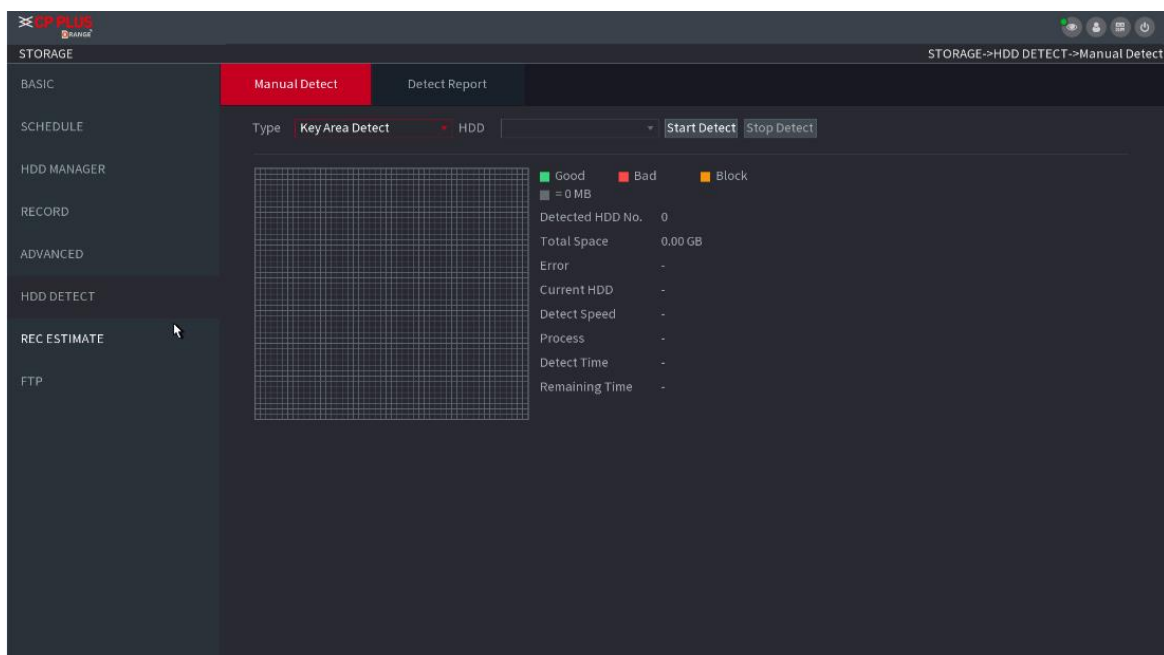 CP PLUS
ORANGE
STORAGE
STORAGE->HDD DETECT->Manual Detect
BASIC
SCHEDULE
HDD MANAGER
RECORD
ADVANCED
HDD DETECT
REC ESTIMATE
FTP
Manual Detect Detect Report
Type Key Area Detect HDD Start Detect Stop Detect
Good Bad Block
= 0 MB
Detected HDD No. 0
Total Space 0.00 GB
Error -
Current HDD -
Detect Speed -
Process -
Detect Time -
Remaining Time -